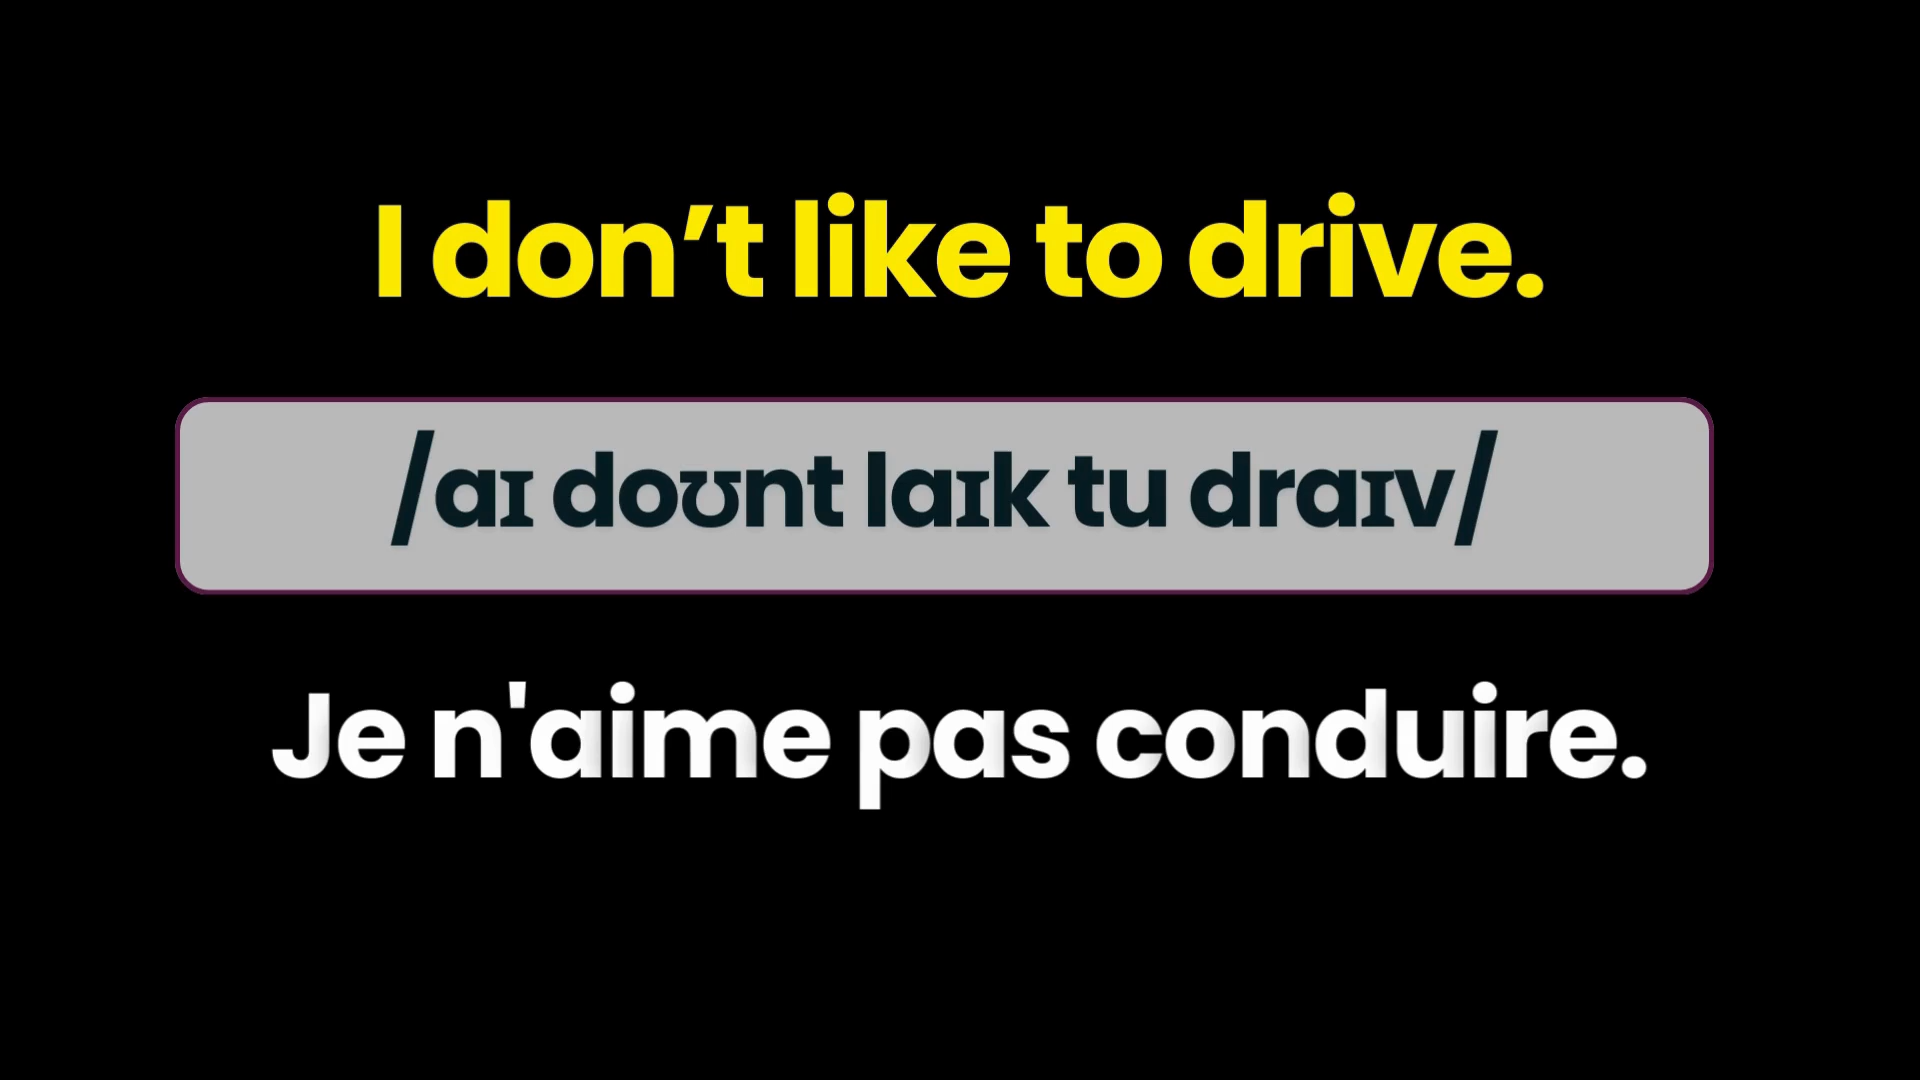 I don’t like to drive.
/aɪ doʊnt laɪk tu draɪv/
Je n'aime pas conduire.